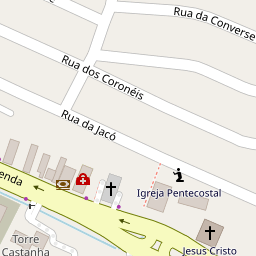 Rua da Converse
Rua dos Coronéis
Rua da Jacó
enda
Igreja Pentecostal
Torre
Castanha
Jesus Cristo